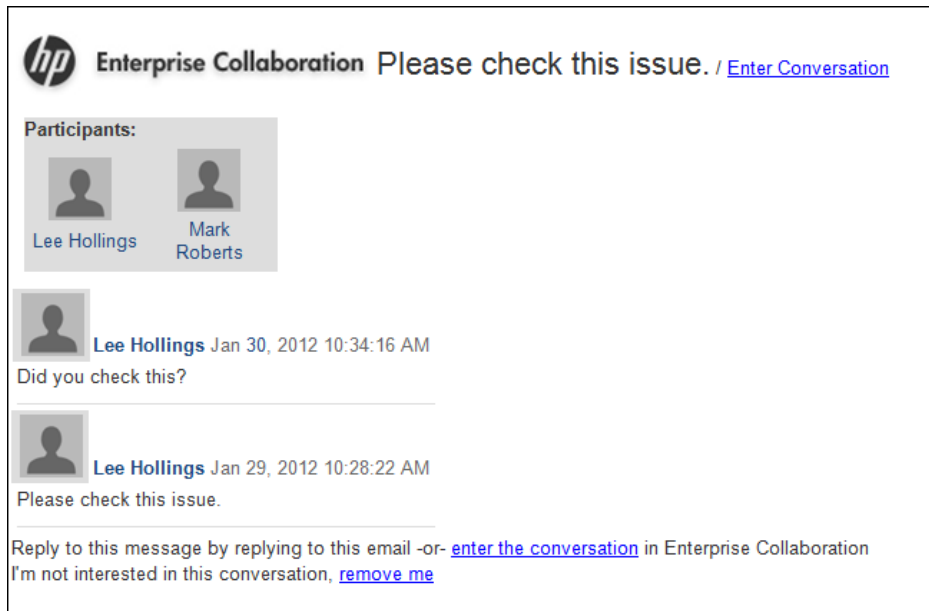 hp Enterprise Collaboration Please check this issue. / Enter Conversation
Participants:
Lee Hollings
Mark
Roberts
Lee Hollings Jan 30, 2012 10:34:16 AM
Did you check this?
Lee Hollings Jan 29, 2012 10:28:22 AM
Please check this issue.
Reply to this message by replying to this email -or- enter the conversation in Enterprise Collaboration
I'm not interested in this conversation, remove me